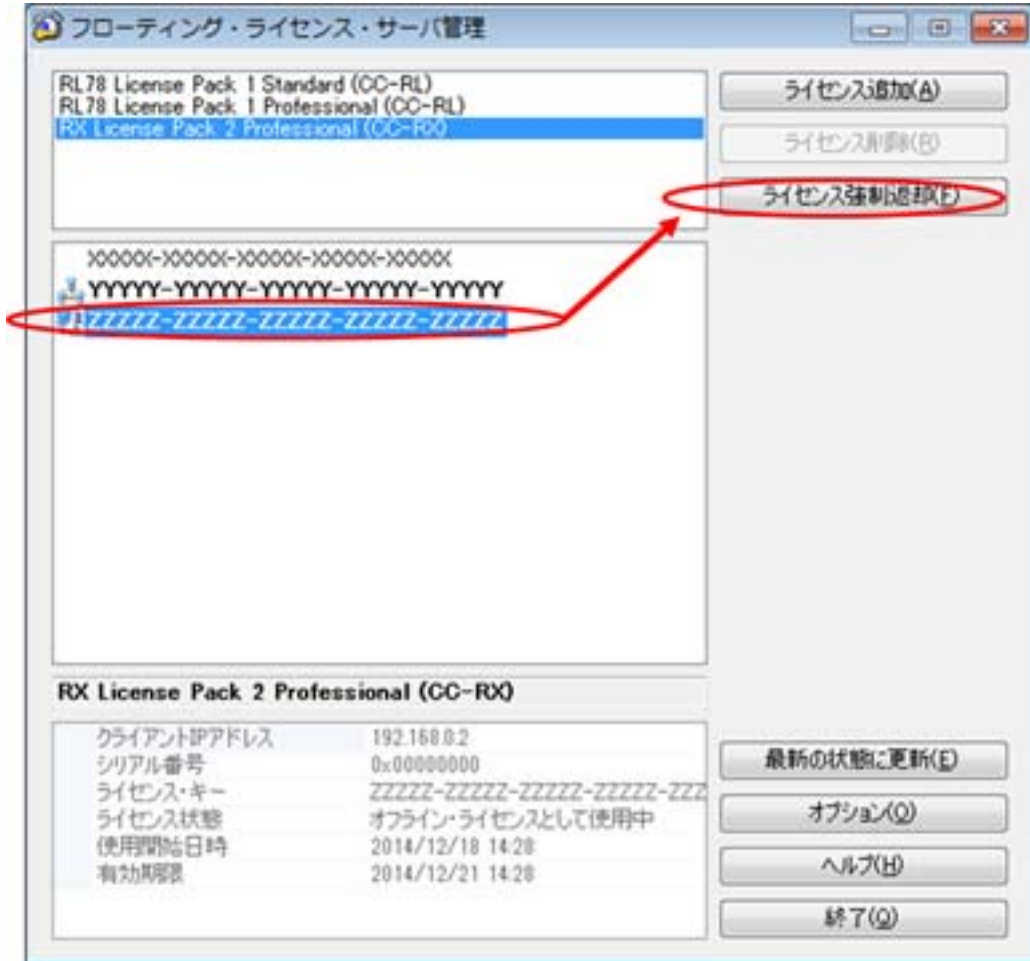 フローティング・ライセンス・サーバ管理
RL78 License Pack 1 Standard (CC-RL)
RL78 License Pack 1 Professional (CC-RL)
RX License Pack 2 Professional (CC-RX)
ライセンス追加(A)
ライセンス削除(R)
ライセンス強制返却(F)
XXXXX-XXXXX-XXXXX-XXXXX-XXXXX
YYYYY-YYYYY-YYYYY-YYYYY-YYYYY
ZZZZZ-ZZZZZ-ZZZZZ-ZZZZZ-ZZZZZ
RX License Pack 2 Professional (CC-RX)
クライアントIPアドレス 192.168.0.2
シリアル番号 0x00000000
ライセンス・キー ZZZZZ-ZZZZZ-ZZZZZ-ZZZZZ-ZZZ
ライセンス状態 オフライン・ライセンスとして使用中
使用開始日時 2014/12/18 14:28
有効期限 2014/12/21 14:28
最新の状態に更新(E)
オプション(O)
ヘルプ(H)
終了(Q)